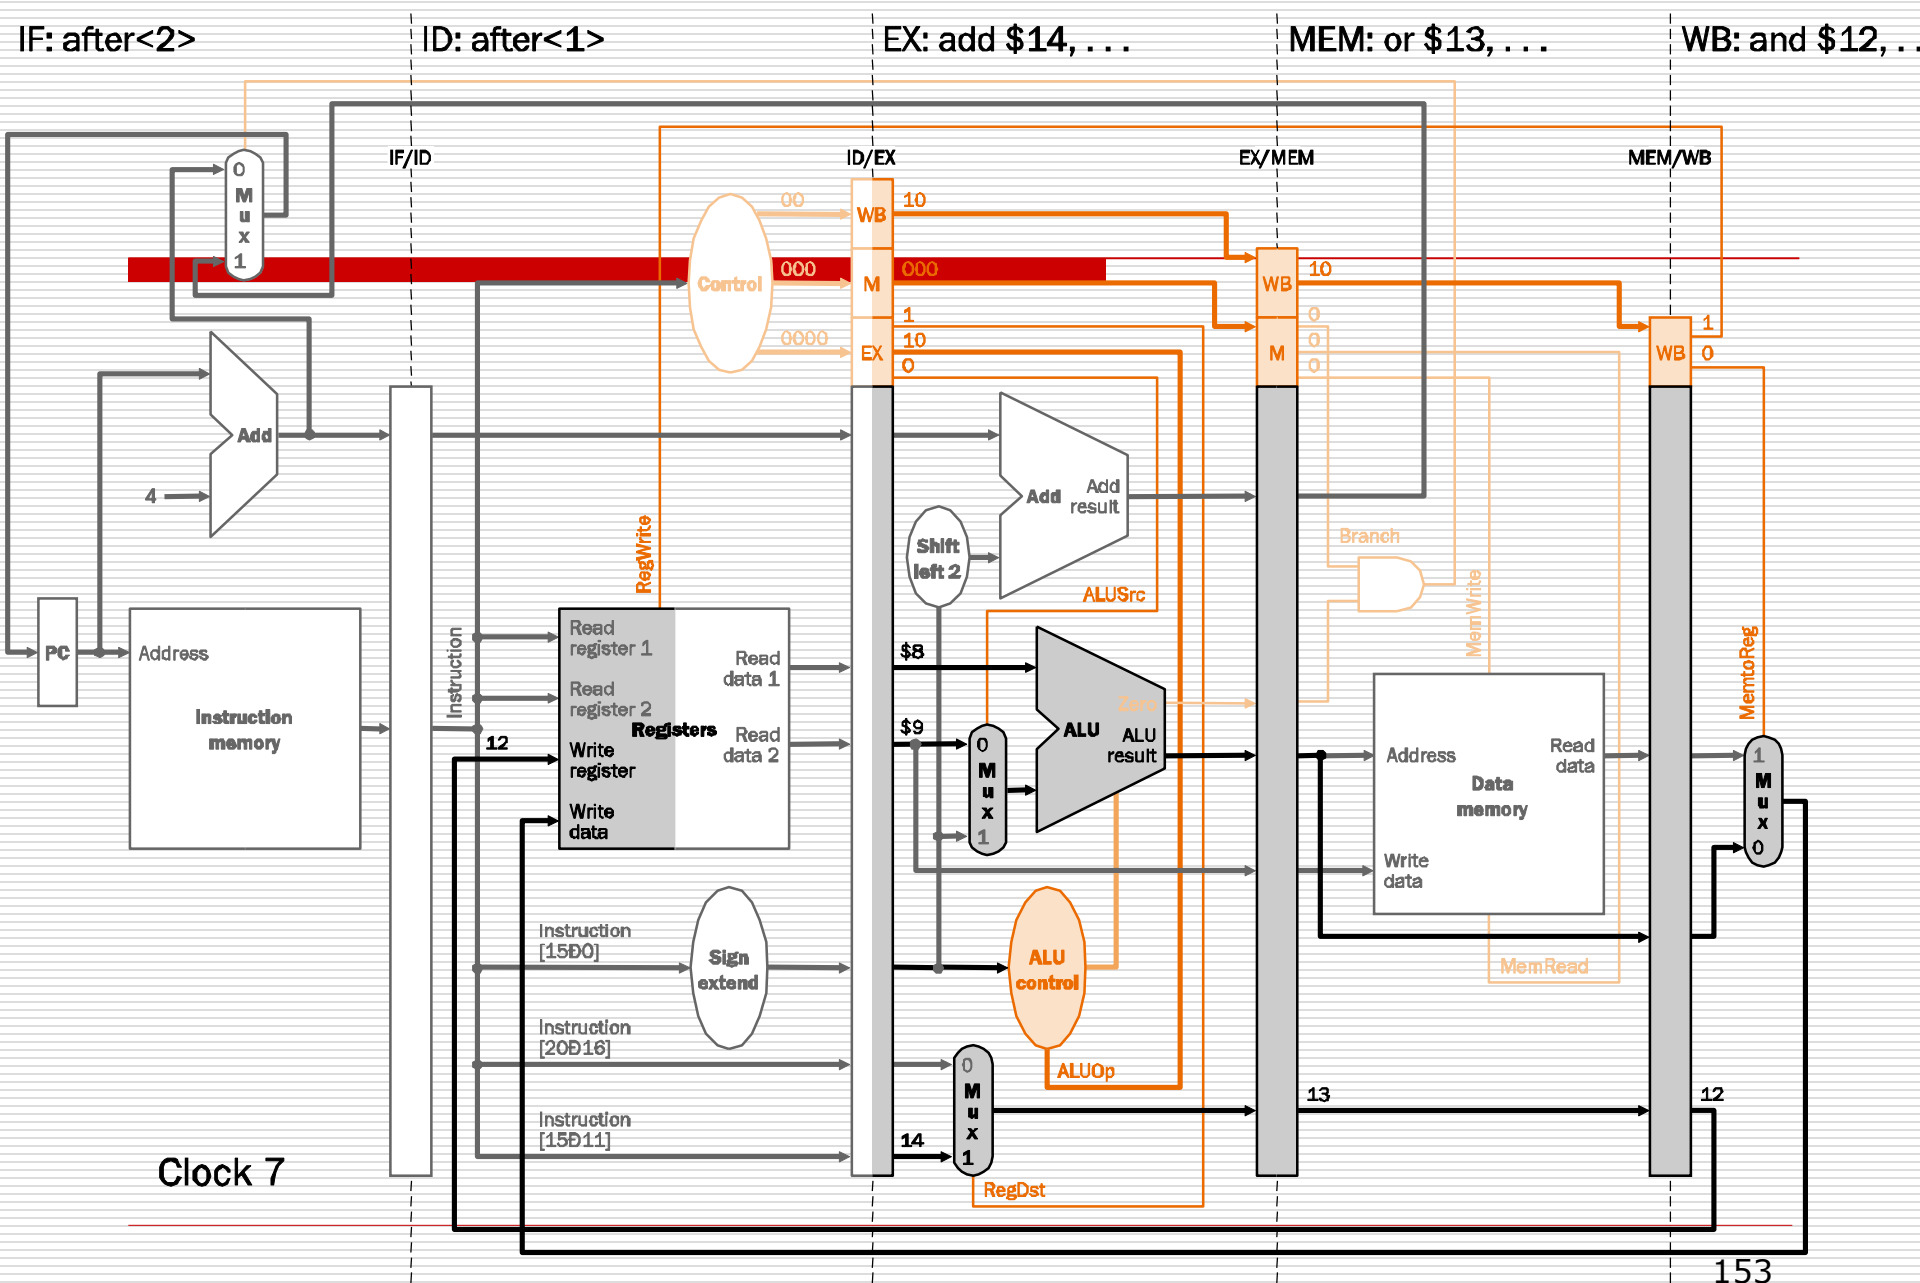 IF: after<2>
ID: after<1>
EX: add $14, . . .
MEM: or $13, . . .
WB: and $12, . .
IF/ID
ID/EX
EX/MEM
MEM/WB
0
M
u
x
1
Control
00
000
0000
WB
M
EX
10
000
1
10
0
WB
M
10
0
0
0
WB
1
0
Add
4
Add
Add
result
Shift
left 2
RegWrite
ALUSrc
Branch
MemWrite
MemtoReg
PC
Address
Instruction
memory
Instruction
Read
register 1
Read
register 2
Registers
Write
register
Write
data
Read
data 1
Read
data 2
12
$8
$9
0
M
u
x
1
Zero
ALU
ALU
result
Address
Read
data
Data
memory
Write
data
1
M
u
x
0
Instruction
[15Ð0]
Sign
extend
ALU
control
MemRead
Instruction
[20Ð16]
ALUOp
0
M
u
x
1
Instruction
[15Ð11]
14
13
12
RegDst
Clock 7
153